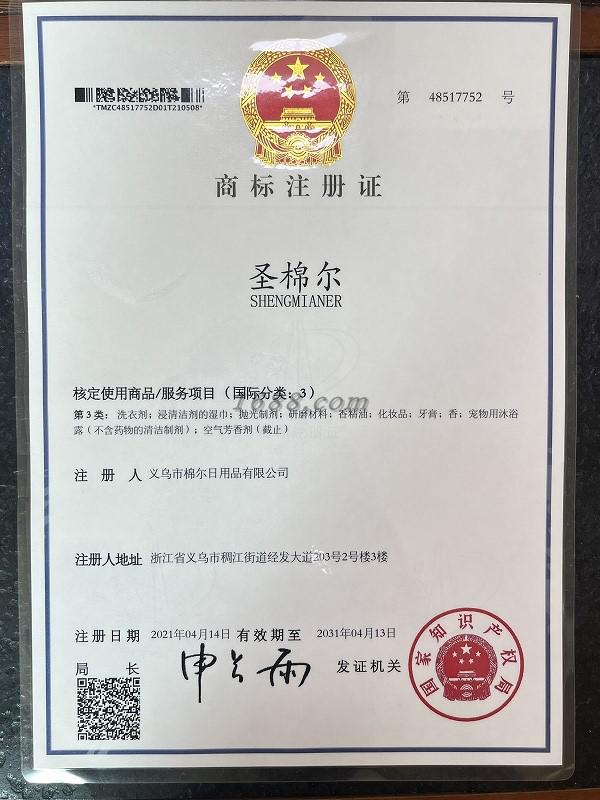 *TMZC48517752D01T210508*
第 48517752 号
商标注册证
圣棉尔
SHENGMIANER
核定使用商品/服务项目（国际分类：3）
1688.com
第3类：洗衣剂；浸清洁剂的湿巾；抛光制剂；研磨材料；香精油；化妆品；牙膏；香；宠物用沐浴
露（不含药物的清洁制剂）；空气芳香剂（截止）
注册人 义乌市棉尔日用品有限公司
注册人地址 浙江省义乌市稠江街道经发大道203号2号楼3楼
注册日期 2021年04月14日 有效期至 2031年04月13日
局长 申长雨 发证机关
国家知识产权局